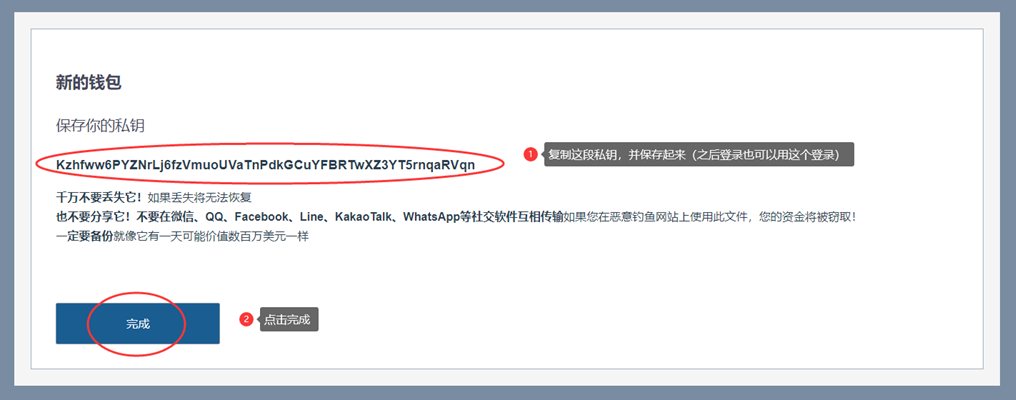 新的钱包
保存你的私钥
Kzhfww6PYZNrLj6fzVmuoUVaTnPdkGCuYFBRTwXZ3YT5rnqaRVqn
1 复制这段私钥，并保存起来（之后登录也可以用这个登录）
千万不要丢失它！如果丢失将无法恢复
也不要分享它！不要在微信、QQ、Facebook、Line、KakaoTalk、WhatsApp等社交软件互相传输如果您在恶意钓鱼网站上使用此文件，您的资金将被窃取！
一定要备份就像它有一天可能价值数百万美元一样
完成
2 点击完成